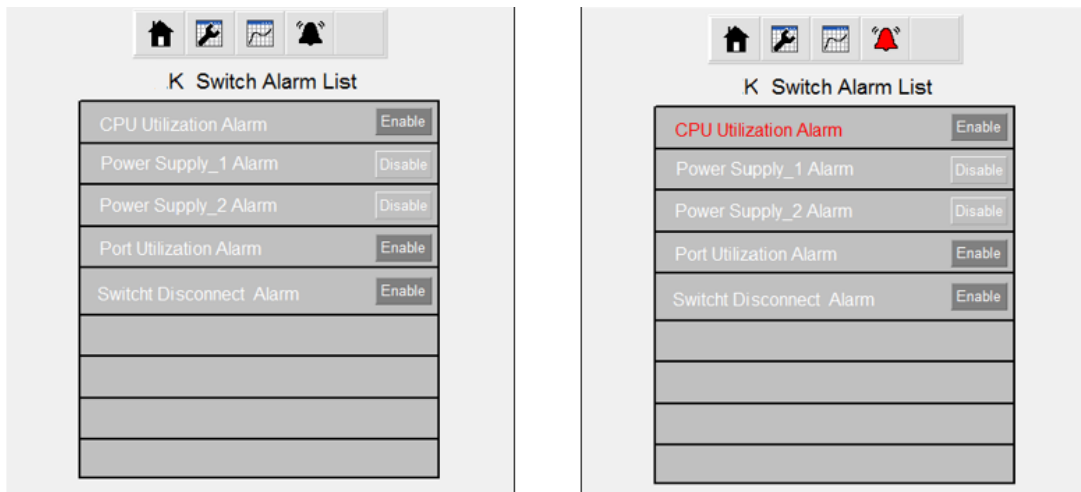 K Switch Alarm List
CPU Utilization Alarm Enable
Power Supply_1 Alarm Disable
Power Supply_2 Alarm Disable
Port Utilization Alarm Enable
Switcht Disconnect Alarm Enable
K Switch Alarm List
CPU Utilization Alarm Enable
Power Supply_1 Alarm Disable
Power Supply_2 Alarm Disable
Port Utilization Alarm Enable
Switcht Disconnect Alarm Enable